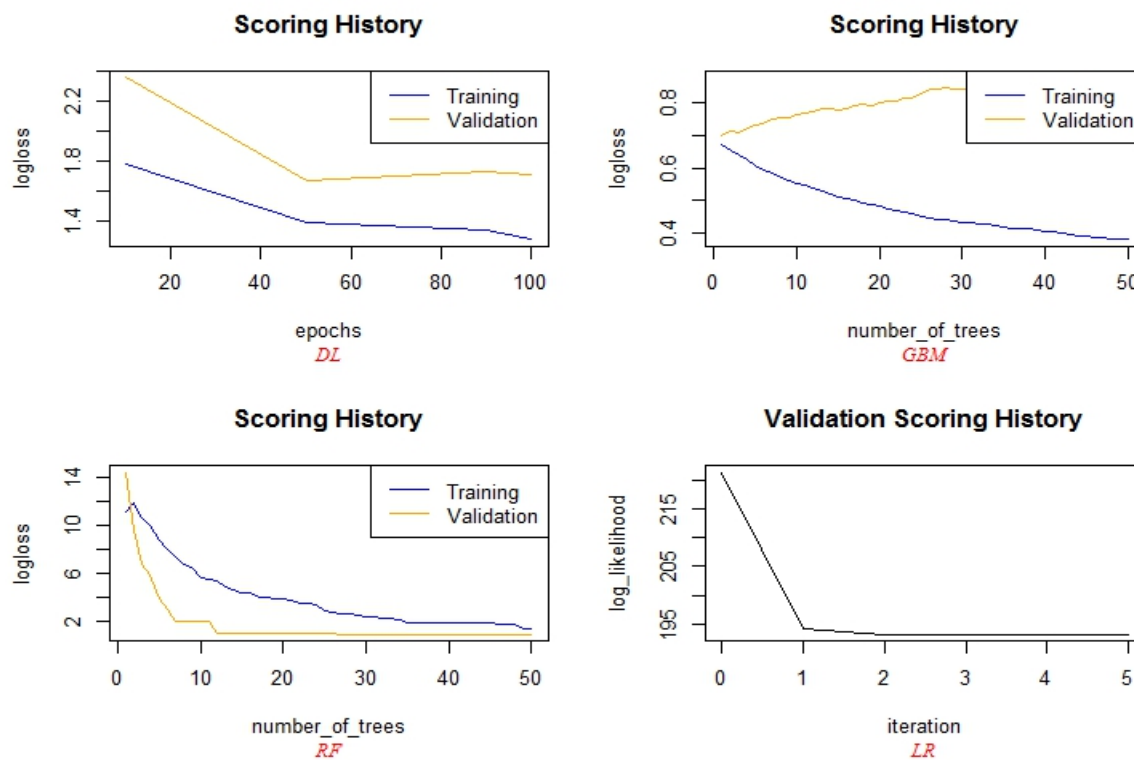 Scoring History
logloss
2.2
1.8
1.4
Training
Validation
20 40 60 80 100
epochs
DL
Scoring History
logloss
0.8
0.6
0.4
Training
Validation
0 10 20 30 40 50
number_of_trees
GBM
Scoring History
logloss
14
10
6
2
Training
Validation
0 10 20 30 40 50
number_of_trees
RF
Validation Scoring History
log_likelihood
215
205
195
0 1 2 3 4 5
iteration
LR